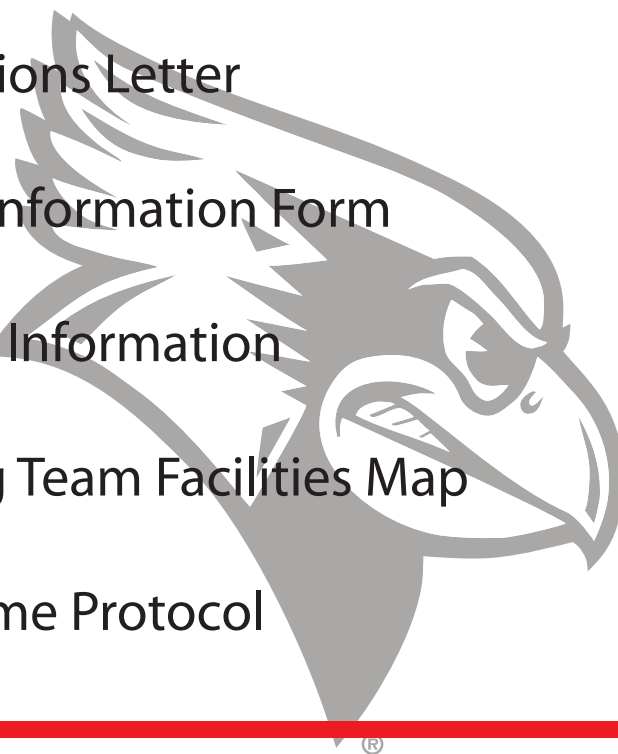 ions Letter
nformation Form
Information
g Team Facilities Map
me Protocol
®